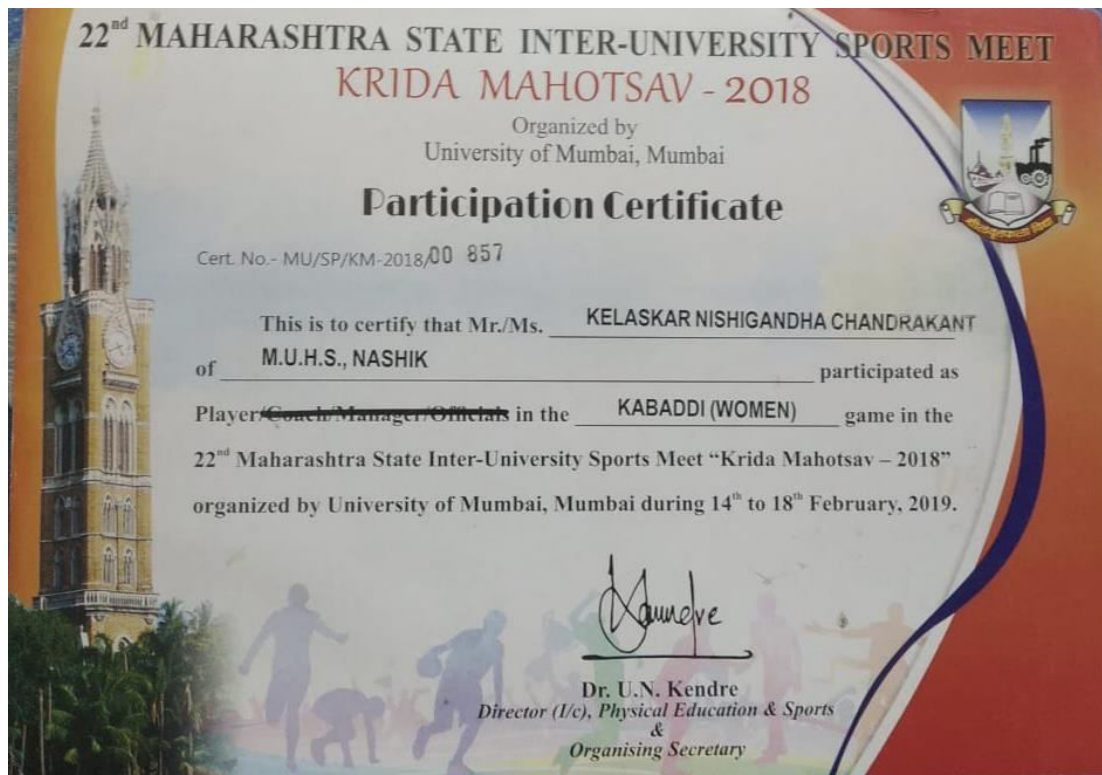 22nd MAHARASHTRA STATE INTER-UNIVERSITY SPORTS MEET
KRIDA MAHOTSAV - 2018
Organized by
University of Mumbai, Mumbai
Participation Certificate
Cert. No.- MU/SP/KM-2018/00 857
This is to certify that Mr./Ms. KELASKAR NISHIGANDHA CHANDRAKANT
of M.U.H.S., NASHIK participated as
Player/Coach/Manager/Officials in the KABADDI (WOMEN) game in the
22nd Maharashtra State Inter-University Sports Meet “Krida Mahotsav – 2018”
organized by University of Mumbai, Mumbai during 14th to 18th February, 2019.
Dr. U.N. Kendre
Director (I/c), Physical Education & Sports
&
Organising Secretary